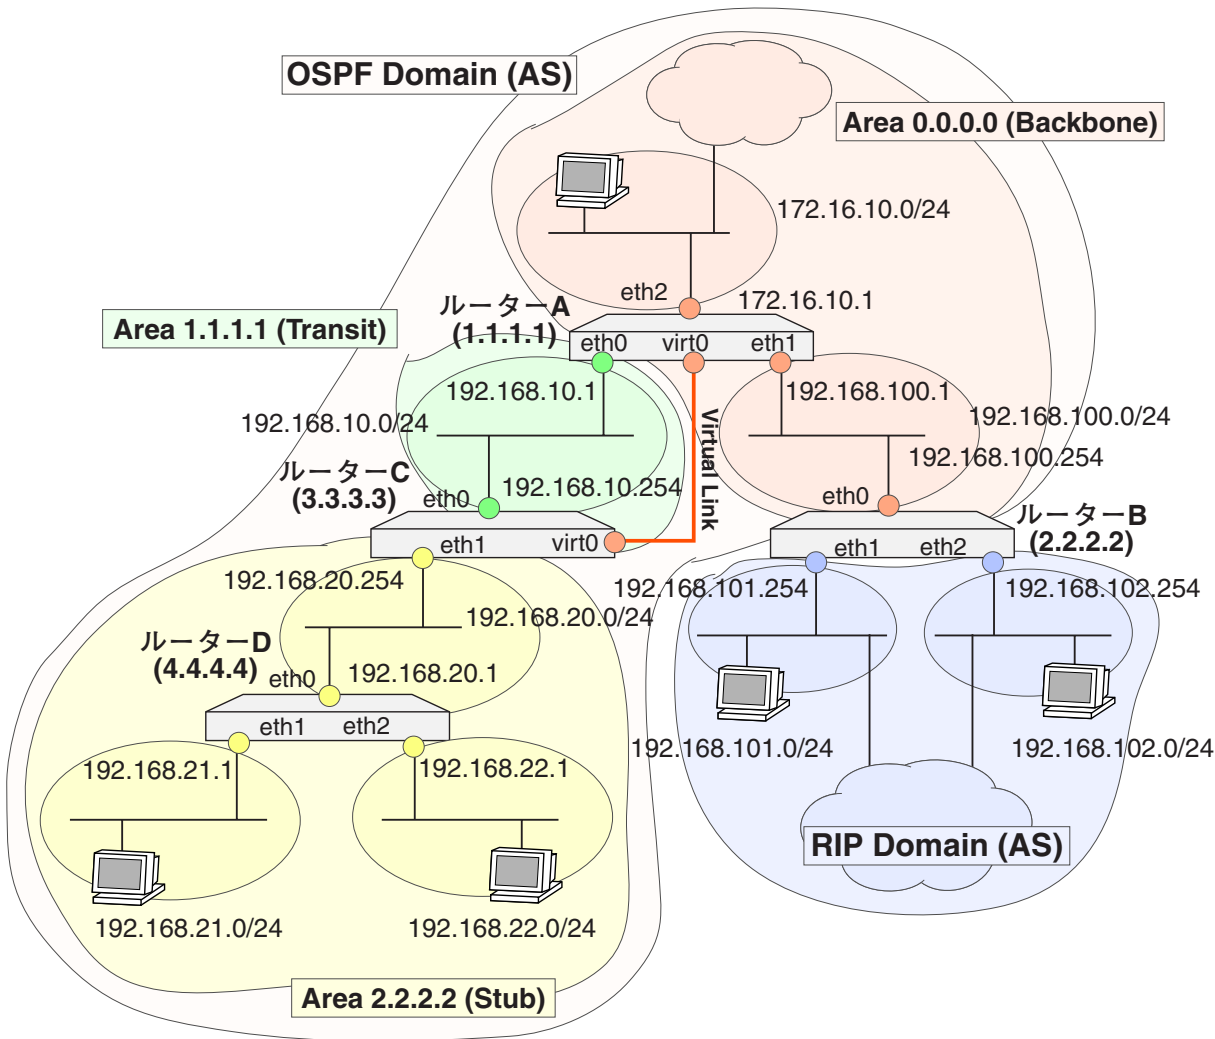 OSPF Domain (AS)
Area 0.0.0.0 (Backbone)
172.16.10.0/24
eth2
172.16.10.1
ルーターA
(1.1.1.1)
Area 1.1.1.1 (Transit)
eth0
virt0
eth1
192.168.10.1
192.168.100.1
192.168.10.0/24
192.168.100.0/24
Virtual Link
192.168.100.254
ルーターC
(3.3.3.3)
eth0
192.168.10.254
eth0
ルーターB
(2.2.2.2)
eth1
virt0
eth1
eth2
192.168.20.254
192.168.101.254
192.168.102.254
192.168.20.0/24
ルーターD
(4.4.4.4)
eth0
192.168.20.1
eth1
eth2
192.168.101.0/24
192.168.102.0/24
192.168.21.1
192.168.22.1
RIP Domain (AS)
192.168.21.0/24
192.168.22.0/24
Area 2.2.2.2 (Stub)